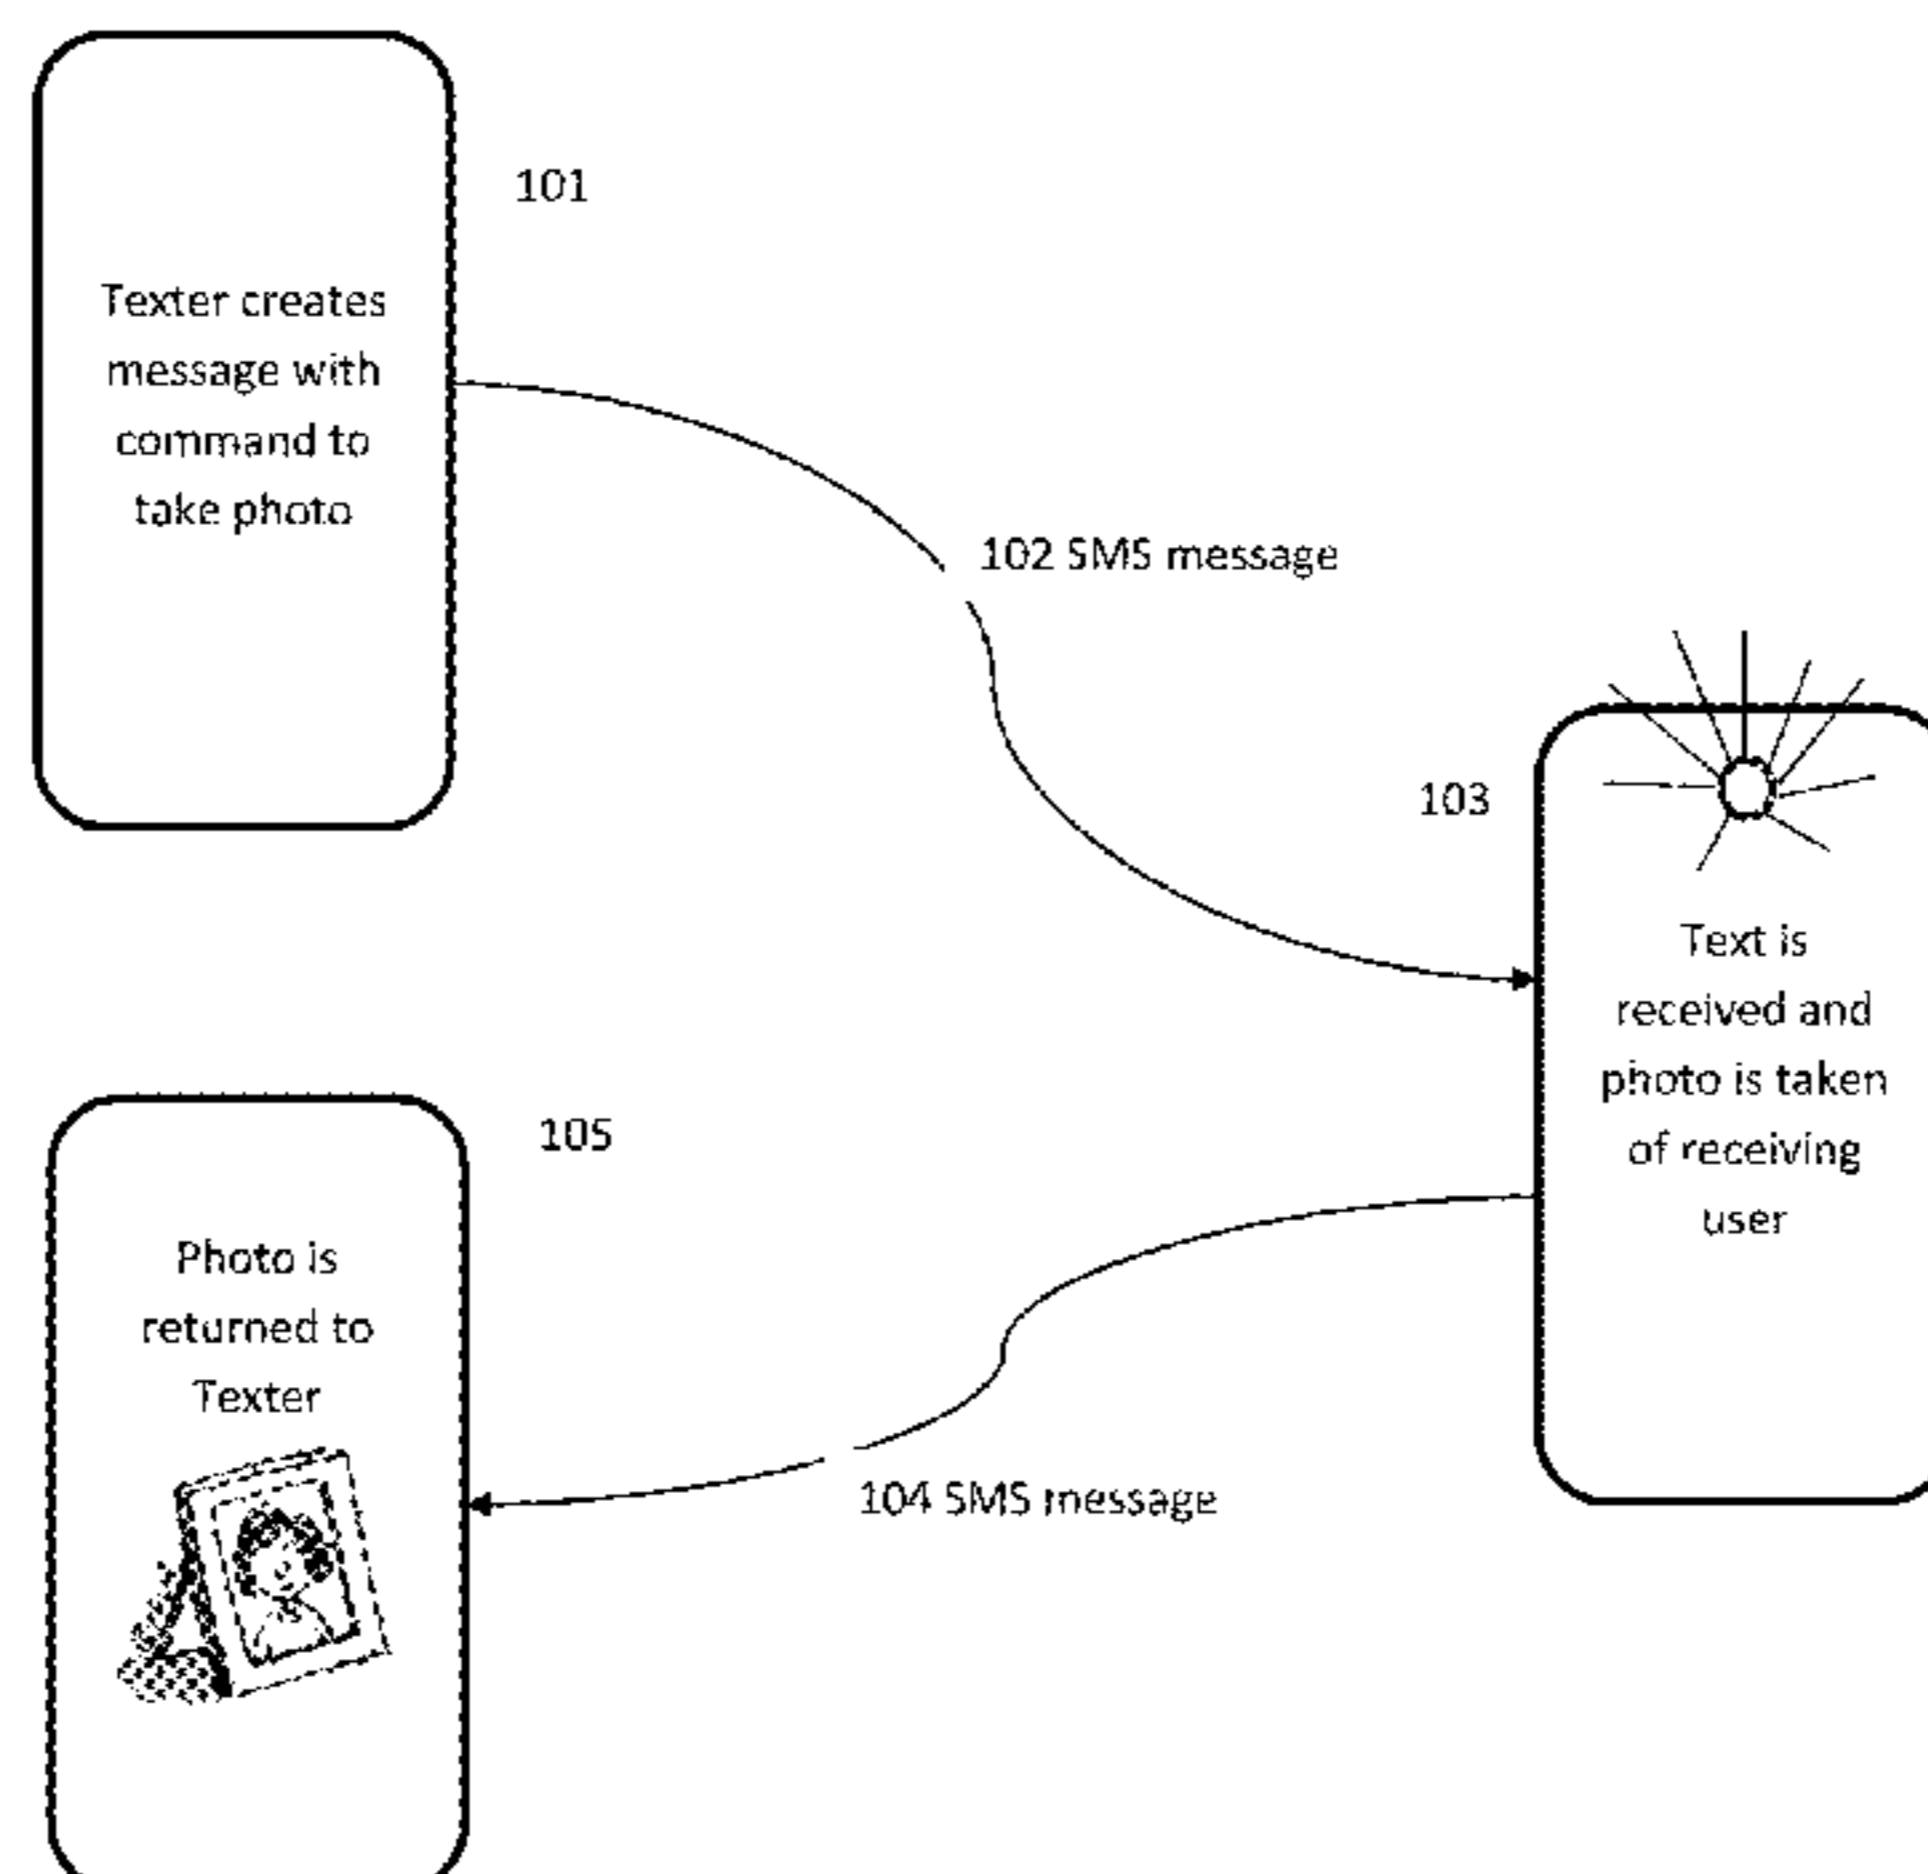 101
Texter creates
message with
command to
take photo
102 SMS message
103
Text is
received and
photo is taken
of receiving
user
105
Photo is
returned to
Texter
104 SMS message